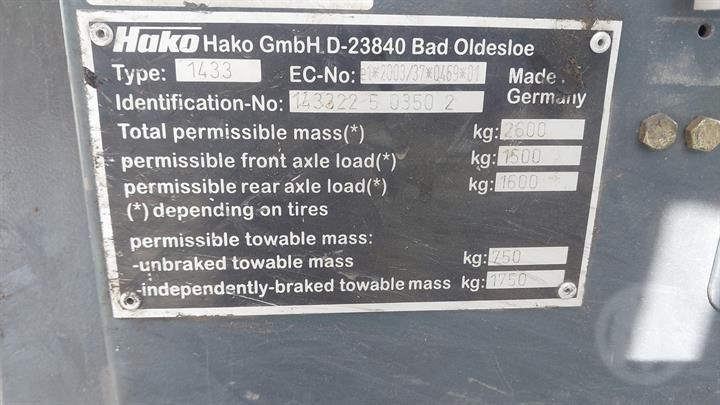 Hako Hako GmbH D-23840 Bad Oldesloe
Type: 1433 EC-No: e1*2003/37*0469*01 Made
Germany
Identification-No: 143322 5 0350 2
Total permissible mass(*) kg: 2600
permissible front axle load(*) kg: 1500
permissible rear axle load(*) kg: 1600
(*) depending on tires
permissible towable mass:
-unbraked towable mass kg: 750
-independently-braked towable mass kg: 1750